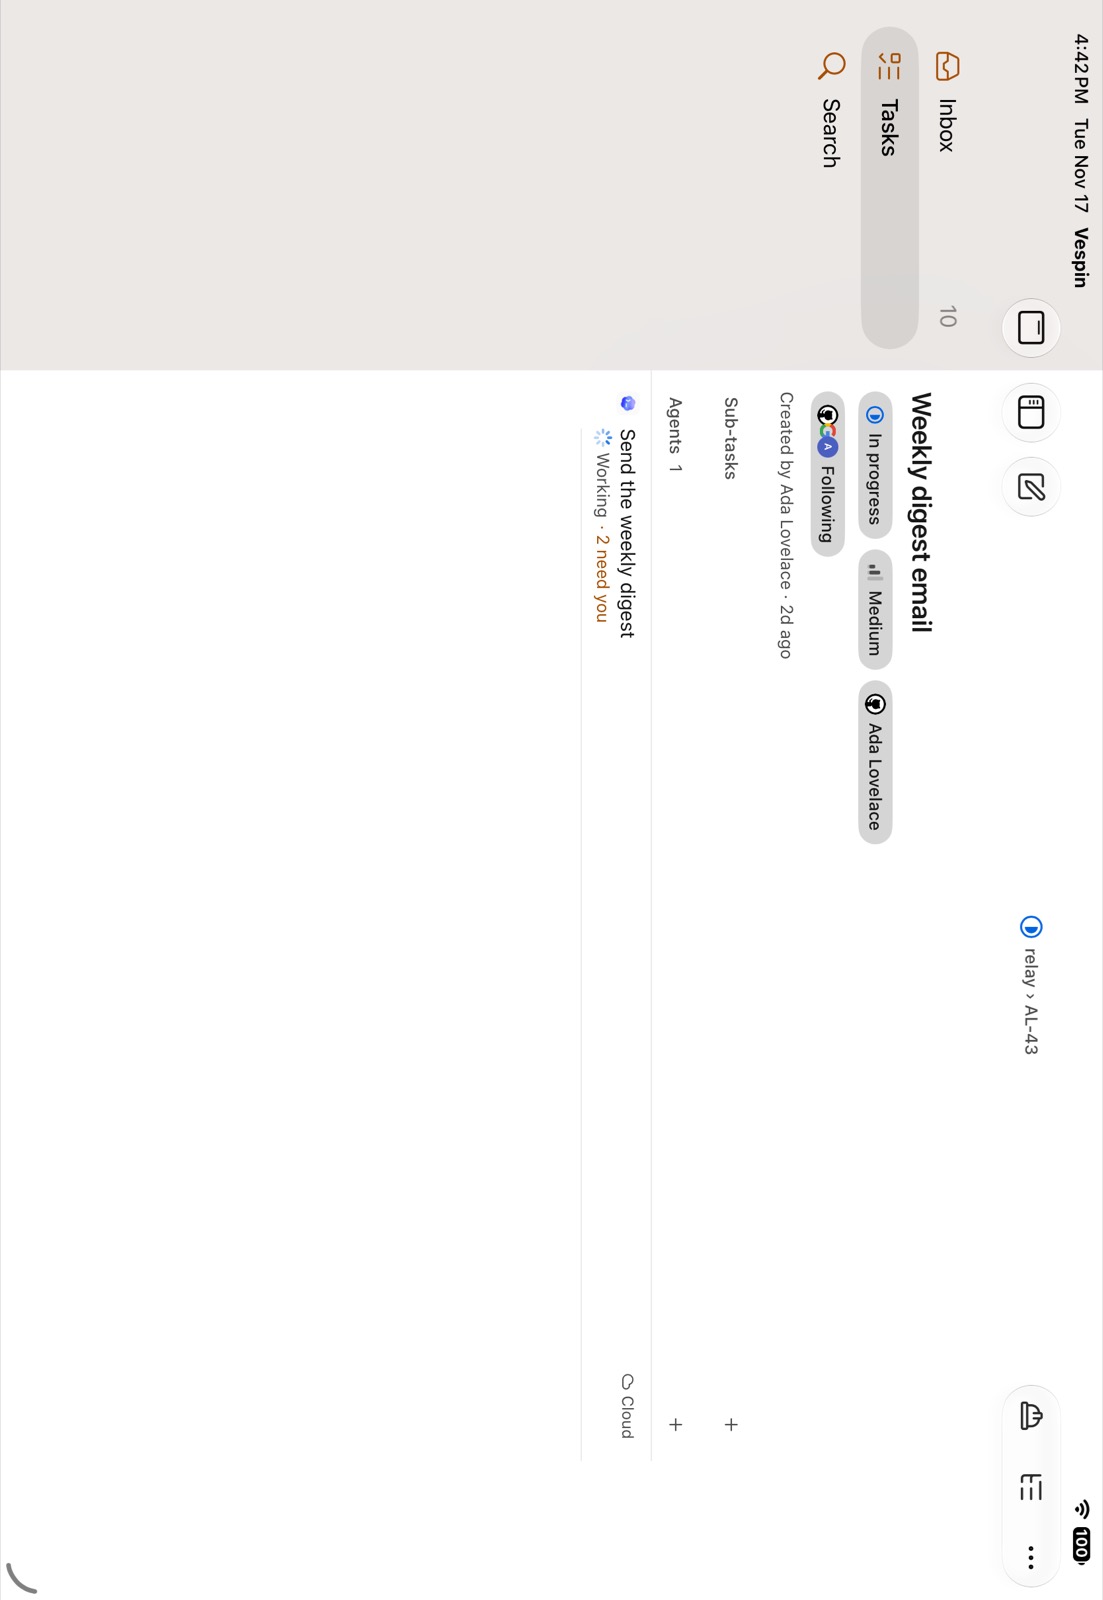 4:42 PM Tue Nov 17 Vespin
100
relay › AL-43
Inbox 10
Tasks
Search
Weekly digest email
In progress Medium Ada Lovelace
A Following
Created by Ada Lovelace · 2d ago
Sub-tasks
Agents 1
Send the weekly digest Cloud
Working · 2 need you